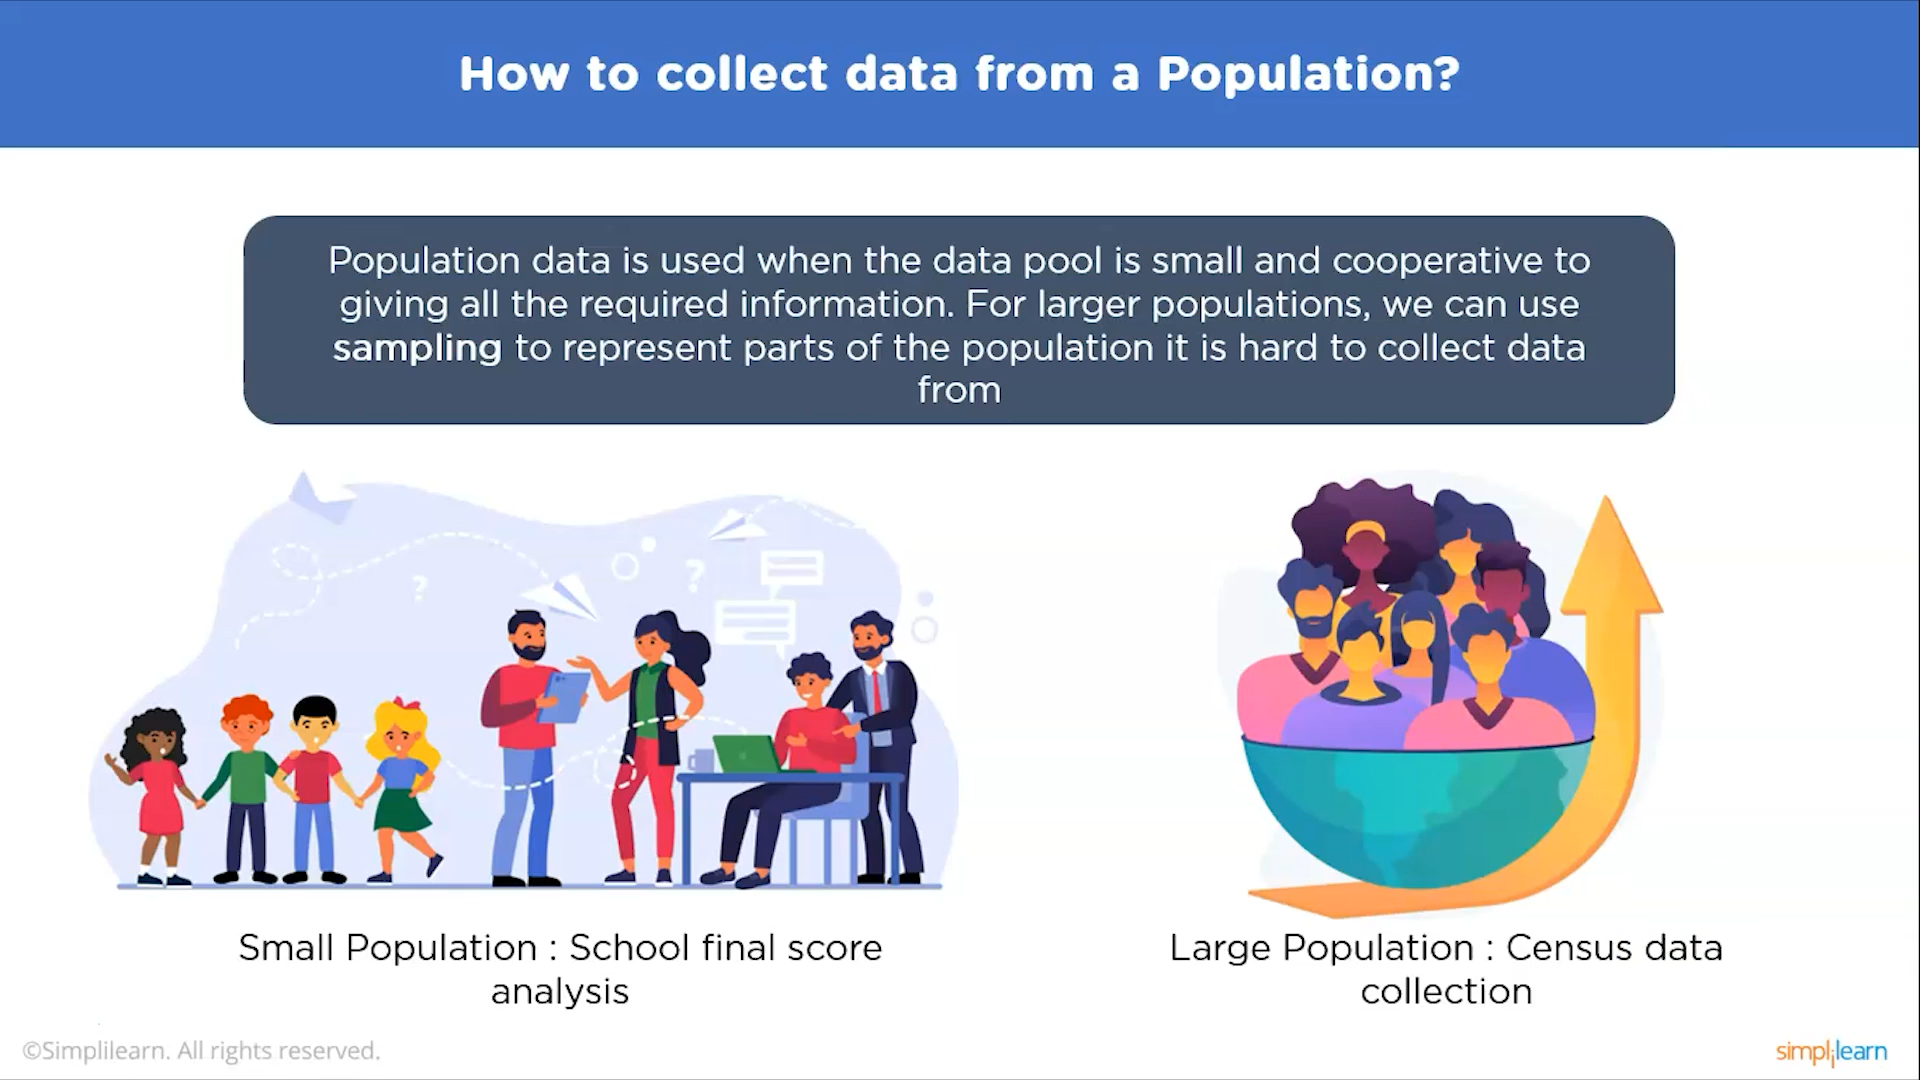 How to collect data from a Population?
Population data is used when the data pool is small and cooperative to
giving all the required information. For larger populations, we can use
sampling to represent parts of the population it is hard to collect data
from
? ?
Small Population : School final score
analysis
Large Population : Census data
collection
©Simplilearn. All rights reserved.
simplilearn